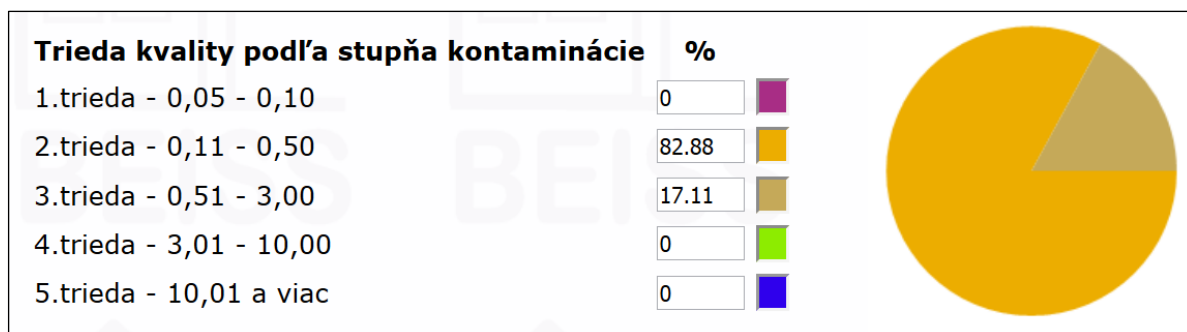 Trieda kvality podľa stupňa kontaminácie %
1.trieda - 0,05 - 0,10 0
2.trieda - 0,11 - 0,50 82.88
3.trieda - 0,51 - 3,00 17.11
4.trieda - 3,01 - 10,00 0
5.trieda - 10,01 a viac 0
BEISS BEISS